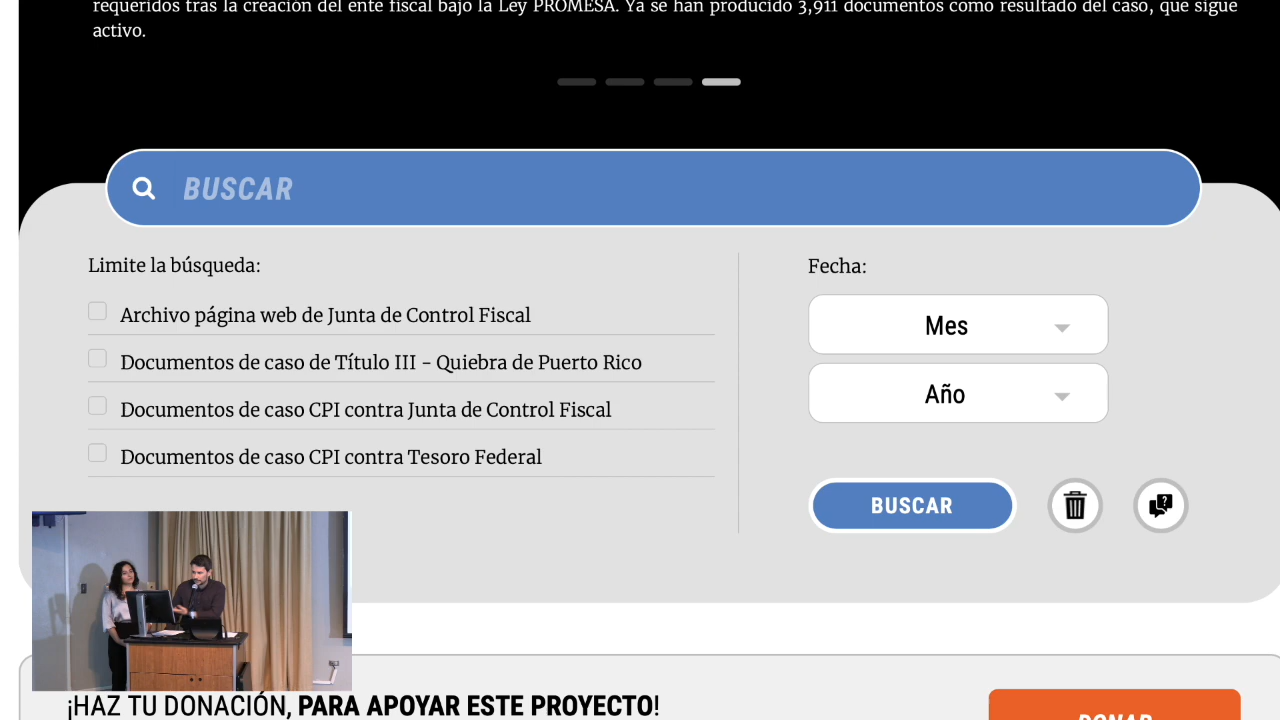 requeridos tras la creación del ente fiscal bajo la Ley PROMESA. Ya se han producido 3,911 documentos como resultado del caso, que sigue
activo.
BUSCAR
Limite la búsqueda:
Archivo página web de Junta de Control Fiscal
Documentos de caso de Título III - Quiebra de Puerto Rico
Documentos de caso CPI contra Junta de Control Fiscal
Documentos de caso CPI contra Tesoro Federal
Fecha:
Mes
Año
BUSCAR
¡HAZ TU DONACIÓN, PARA APOYAR ESTE PROYECTO!
DONAR